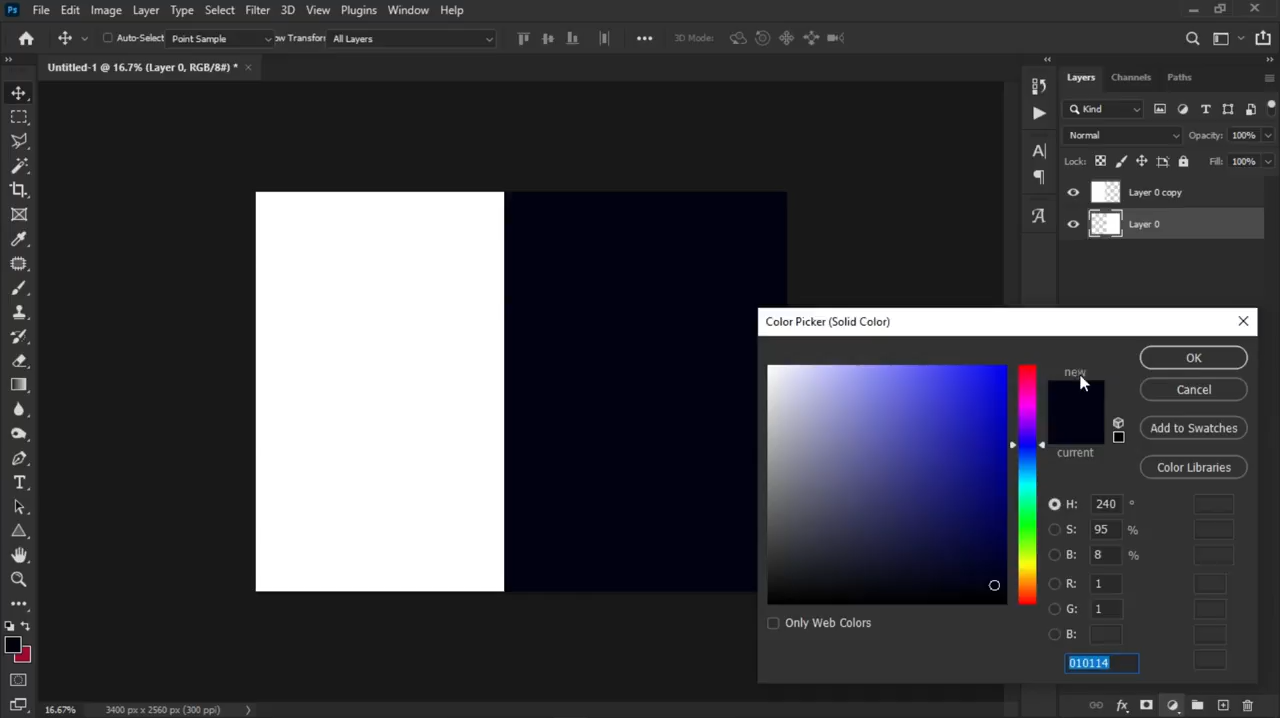 Ps File Edit Image Layer Type Select Filter 3D View Plugins Window Help
Auto-Select Point Sample ow Transform All Layers 3D Mode:
Untitled-1 @ 16.7% (Layer 0, RGB/8#) *
Layers Channels Paths
Kind
Normal Opacity: 100%
Lock: Fill: 100%
Layer 0 copy
Layer 0
Color Picker (Solid Color)
new
OK
Cancel
Add to Swatches
current
Color Libraries
H: 240 °
S: 95 %
B: 8 %
R: 1
G: 1
B:
Only Web Colors
010114
16.67% 3400 px x 2560 px (300 ppi)